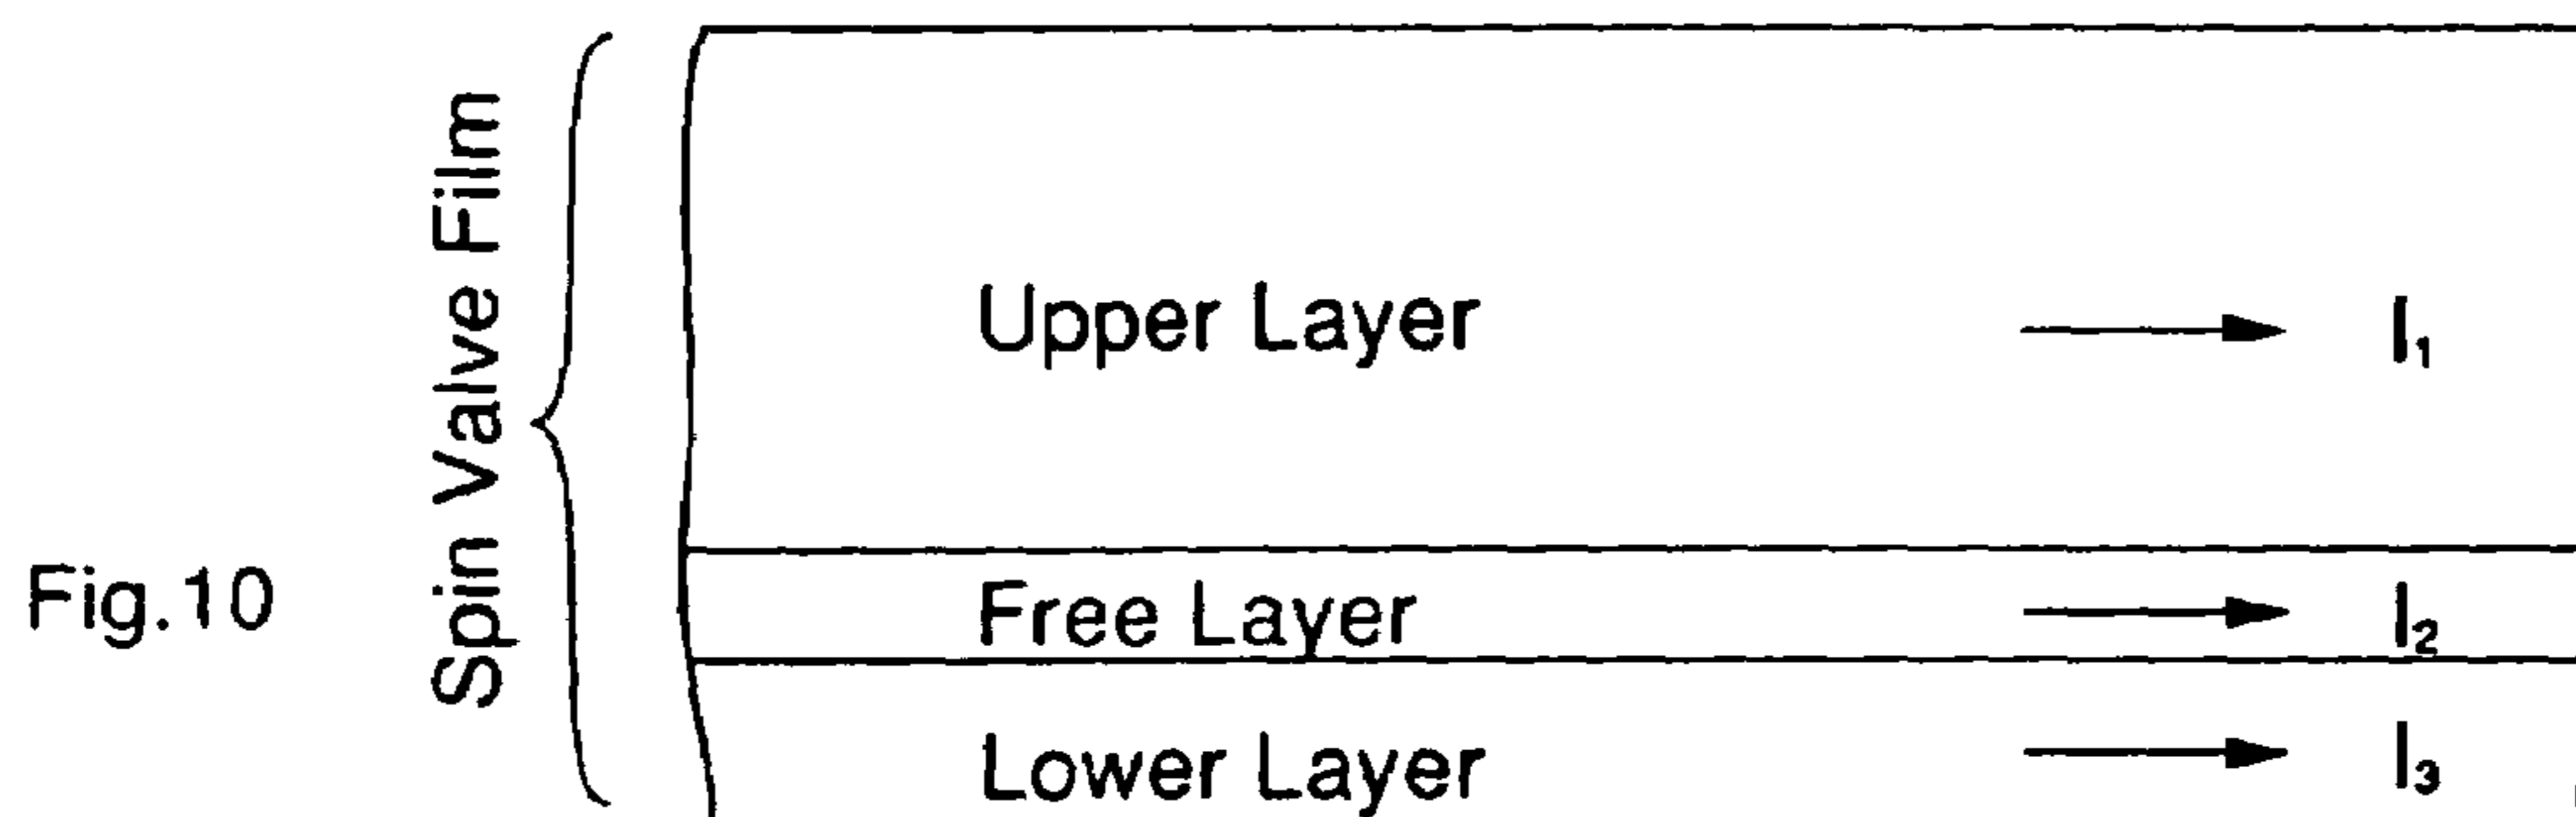 Fig.10
Spin Valve Film
Upper Layer
I₁
Free Layer
I₂
Lower Layer
I₃